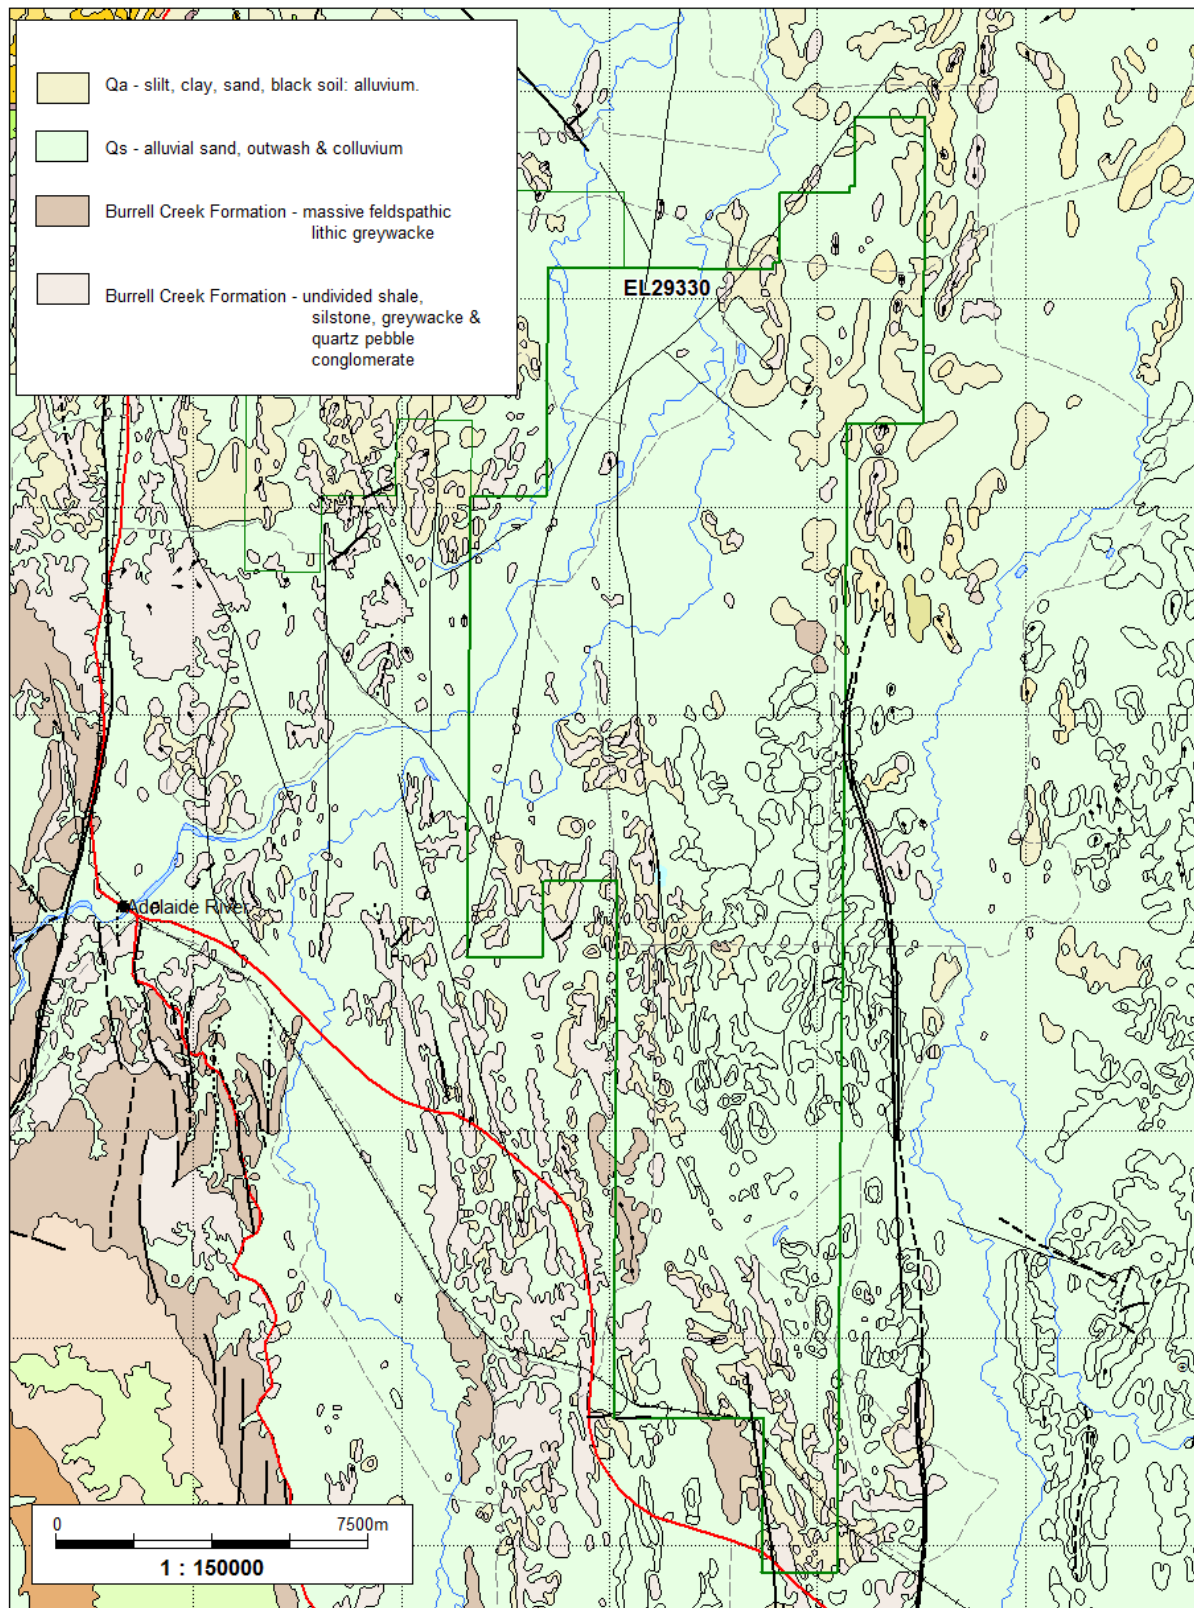 Qa - slilt, clay, sand, black soil: alluvium.
Qs - alluvial sand, outwash & colluvium
Burrell Creek Formation - massive feldspathic
lithic greywacke
Burrell Creek Formation - undivided shale,
silstone, greywacke &
quartz pebble
conglomerate
EL29330
Adelaide River
0 7500m
1 : 150000